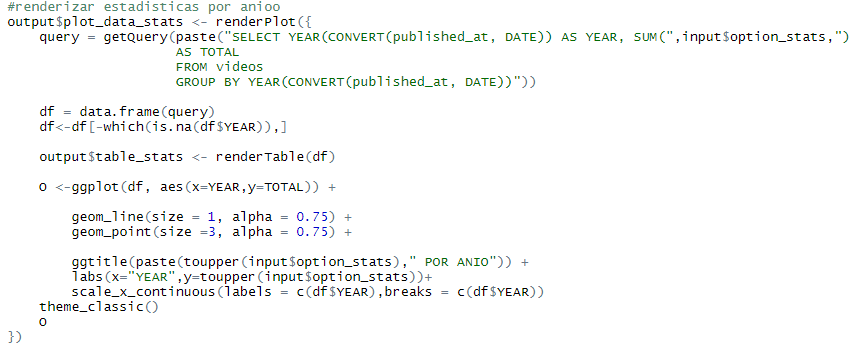 #renderizar estadisticas por anioo
output$plot_data_stats <- renderPlot({
    query = getQuery(paste("SELECT YEAR(CONVERT(published_at, DATE)) AS YEAR, SUM(",input$option_stats,")
                     AS TOTAL
                     FROM videos
                     GROUP BY YEAR(CONVERT(published_at, DATE))"))
    df = data.frame(query)
    df<-df[-which(is.na(df$YEAR)),]
    output$table_stats <- renderTable(df)
    O <-ggplot(df, aes(x=YEAR,y=TOTAL)) +
        geom_line(size = 1, alpha = 0.75) +
        geom_point(size =3, alpha = 0.75) +
        ggtitle(paste(toupper(input$option_stats)," POR ANIO")) +
        labs(x="YEAR",y=toupper(input$option_stats))+
        scale_x_continuous(labels = c(df$YEAR),breaks = c(df$YEAR))
    theme_classic()
    O
})